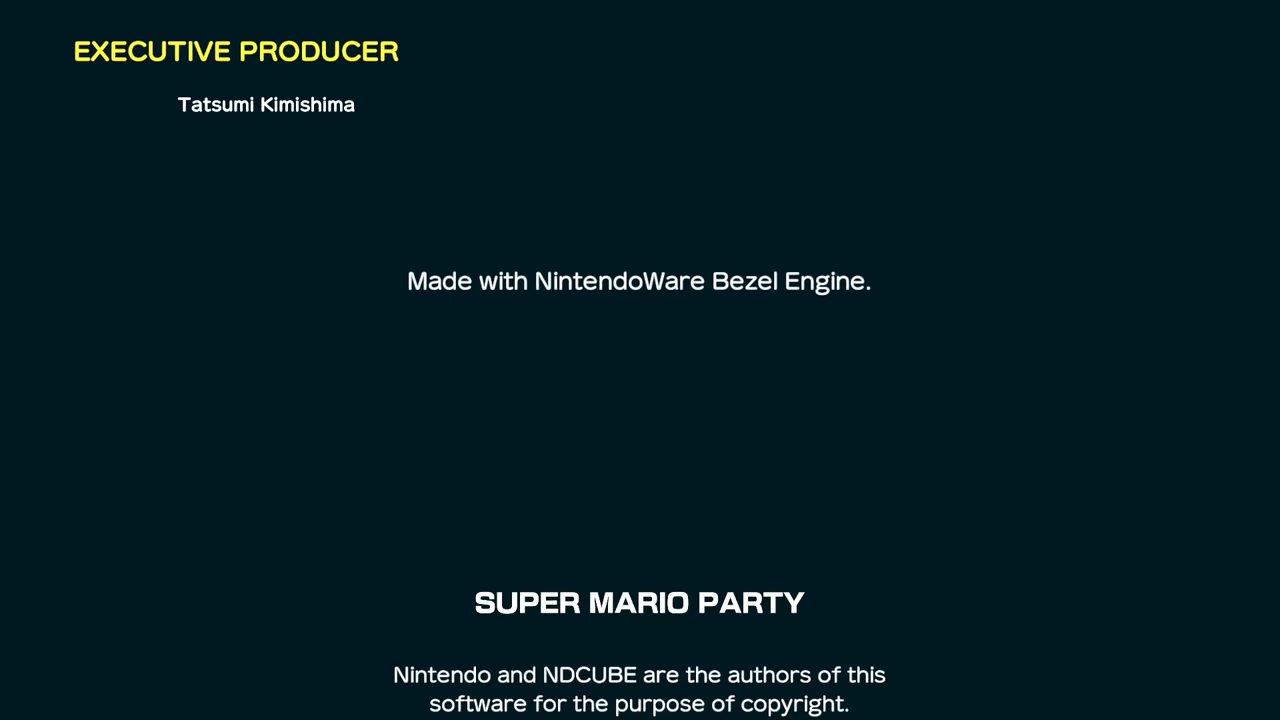 EXECUTIVE PRODUCER
Tatsumi Kimishima
Made with NintendoWare Bezel Engine.
SUPER MARIO PARTY
Nintendo and NDCUBE are the authors of this
software for the purpose of copyright.